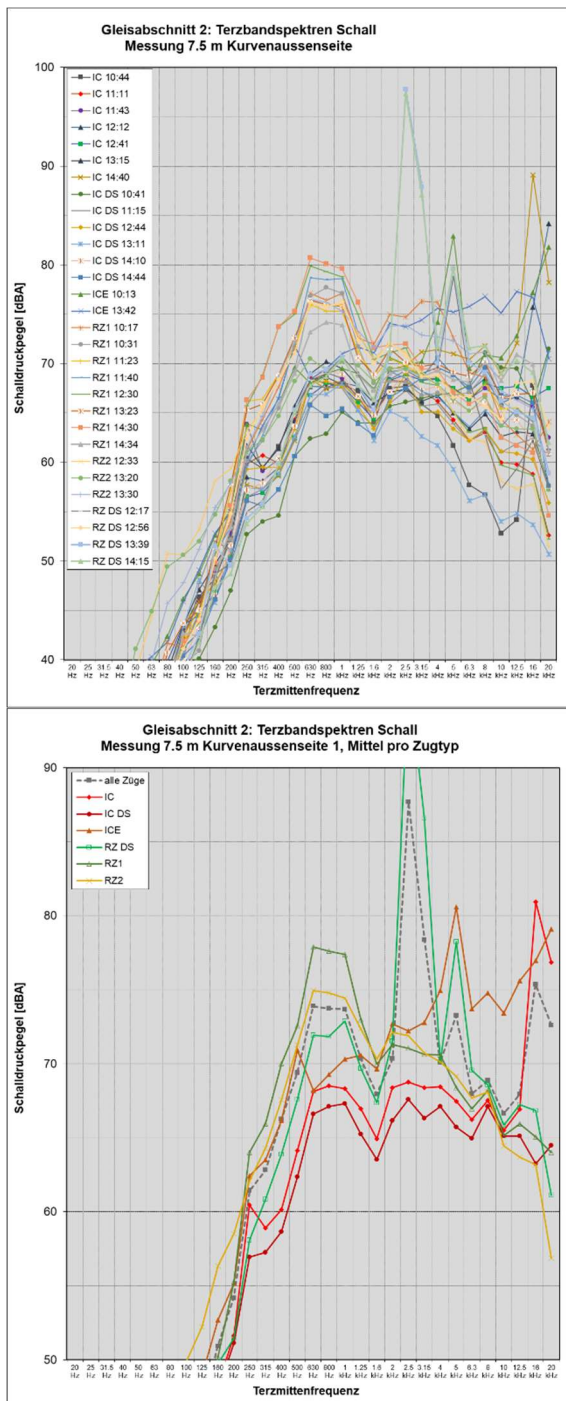 Gleisabschnitt 2: Terzbandspektren Schall
Messung 7.5 m Kurvenaussenseite
Schalldruckpegel [dBA]
100
90
80
70
60
50
40
IC 10:44
IC 11:11
IC 11:43
IC 12:12
IC 12:41
IC 13:15
IC 14:40
IC DS 10:41
IC DS 11:15
IC DS 12:44
IC DS 13:11
IC DS 14:10
IC DS 14:44
ICE 10:13
ICE 13:42
RZ1 10:17
RZ1 10:31
RZ1 11:23
RZ1 11:40
RZ1 12:30
RZ1 13:23
RZ1 14:30
RZ1 14:34
RZ2 12:33
RZ2 13:20
RZ2 13:30
RZ DS 12:17
RZ DS 12:56
RZ DS 13:39
RZ DS 14:15
20 25 31.5 40 50 63 80 100 125 160 200 250 315 400 500 630 800 1 1.25 1.6 2 2.5 3.15 4 5 6.3 8 10 12.5 16 20
Hz Hz Hz Hz Hz Hz Hz Hz Hz Hz Hz Hz Hz Hz Hz Hz Hz kHz kHz kHz kHz kHz kHz kHz kHz kHz kHz kHz kHz kHz kHz
Terzmittenfrequenz
Gleisabschnitt 2: Terzbandspektren Schall
Messung 7.5 m Kurvenaussenseite 1, Mittel pro Zugtyp
Schalldruckpegel [dBA]
90
80
70
60
50
alle Züge
IC
IC DS
ICE
RZ DS
RZ1
RZ2
20 25 31.5 40 50 63 80 100 125 160 200 250 315 400 500 630 800 1 1.25 1.6 2 2.5 3.15 4 5 6.3 8 10 12.5 16 20
Hz Hz Hz Hz Hz Hz Hz Hz Hz Hz Hz Hz Hz Hz Hz Hz Hz kHz kHz kHz kHz kHz kHz kHz kHz kHz kHz kHz kHz kHz kHz
Terzmittenfrequenz